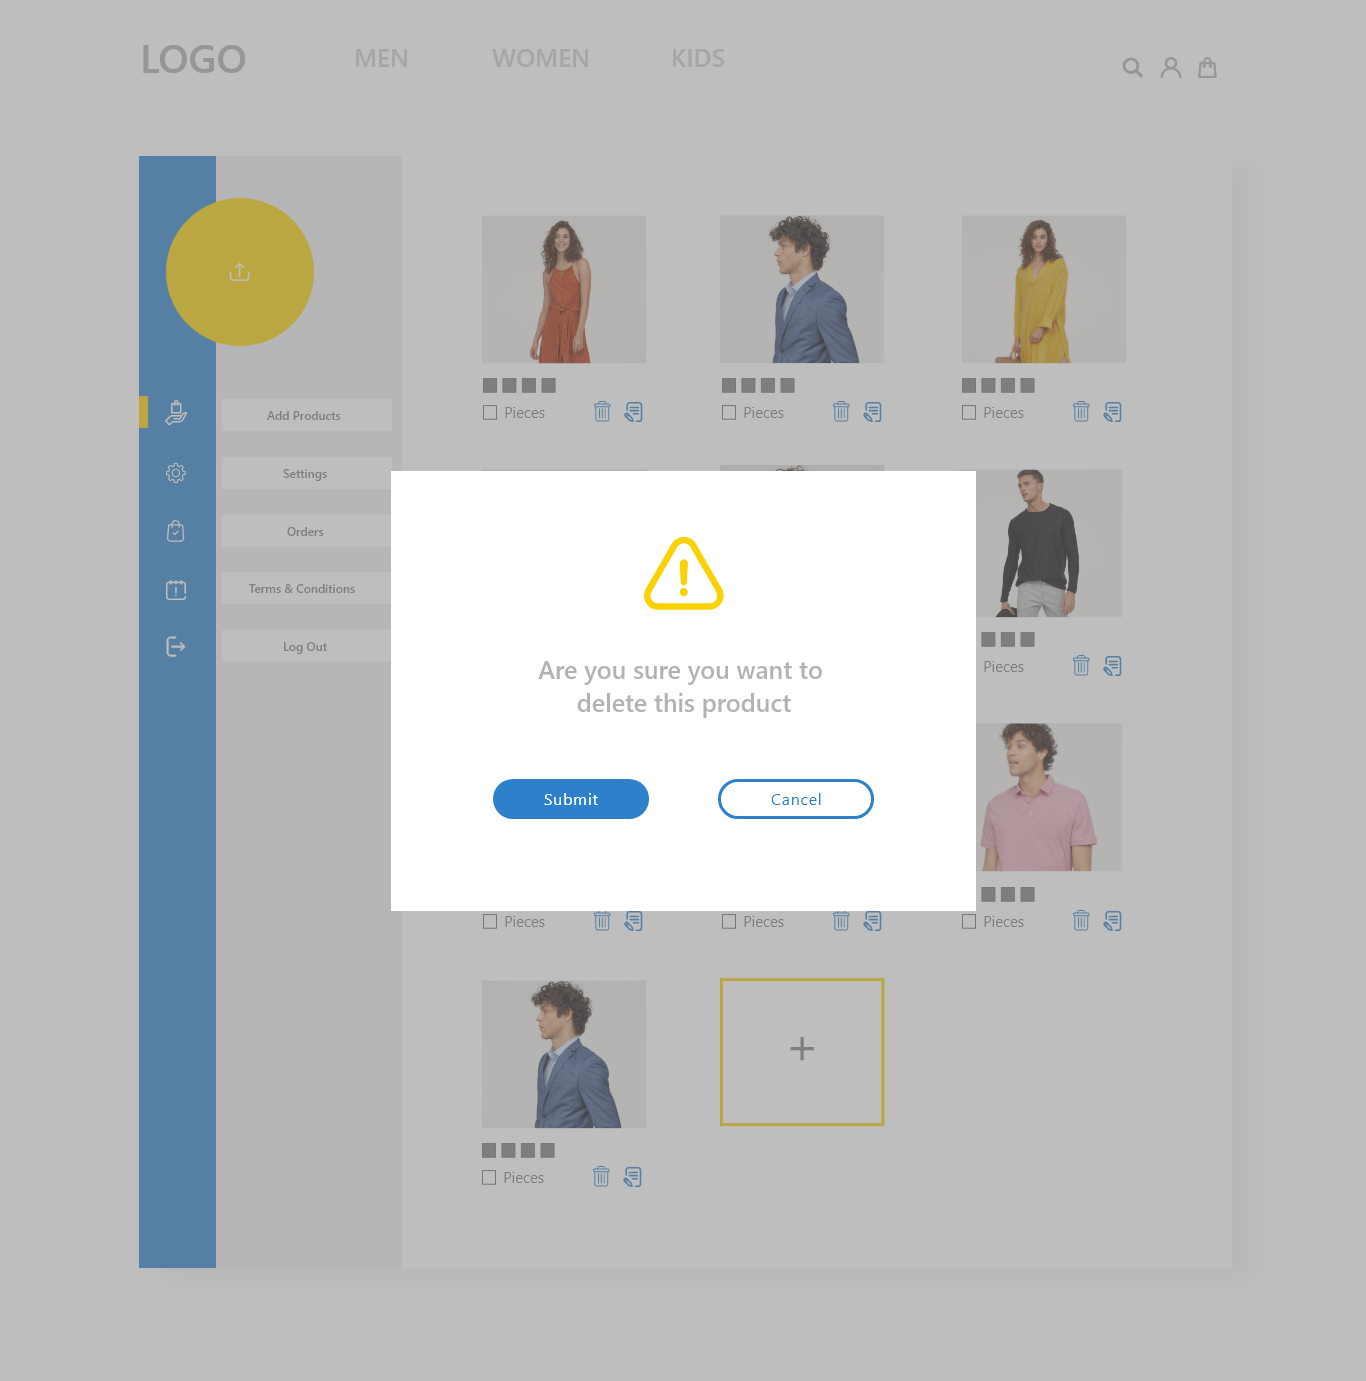 LOGO
MEN
WOMEN
KIDS
Add Products
Settings
Orders
Terms & Conditions
Log Out
Pieces
Pieces
Pieces
Pieces
Are you sure you want to
delete this product
Submit
Cancel
Pieces
Pieces
Pieces
Pieces